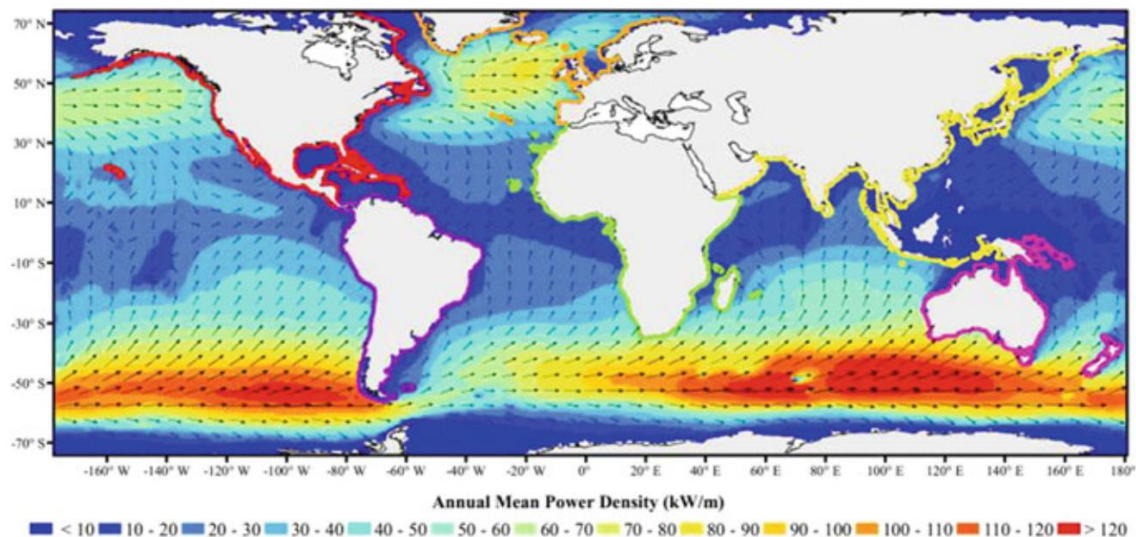 70° N
50° N
30° N
10° N
-10° S
-30° S
-50° S
-70° S
-160° W -140° W -120° W -100° W -80° W -60° W -40° W -20° W 0° 20° E 40° E 60° E 80° E 100° E 120° E 140° E 160° E 180°
Annual Mean Power Density (kW/m)
< 10 10 - 20 20 - 30 30 - 40 40 - 50 50 - 60 60 - 70 70 - 80 80 - 90 90 - 100 100 - 110 110 - 120 > 120